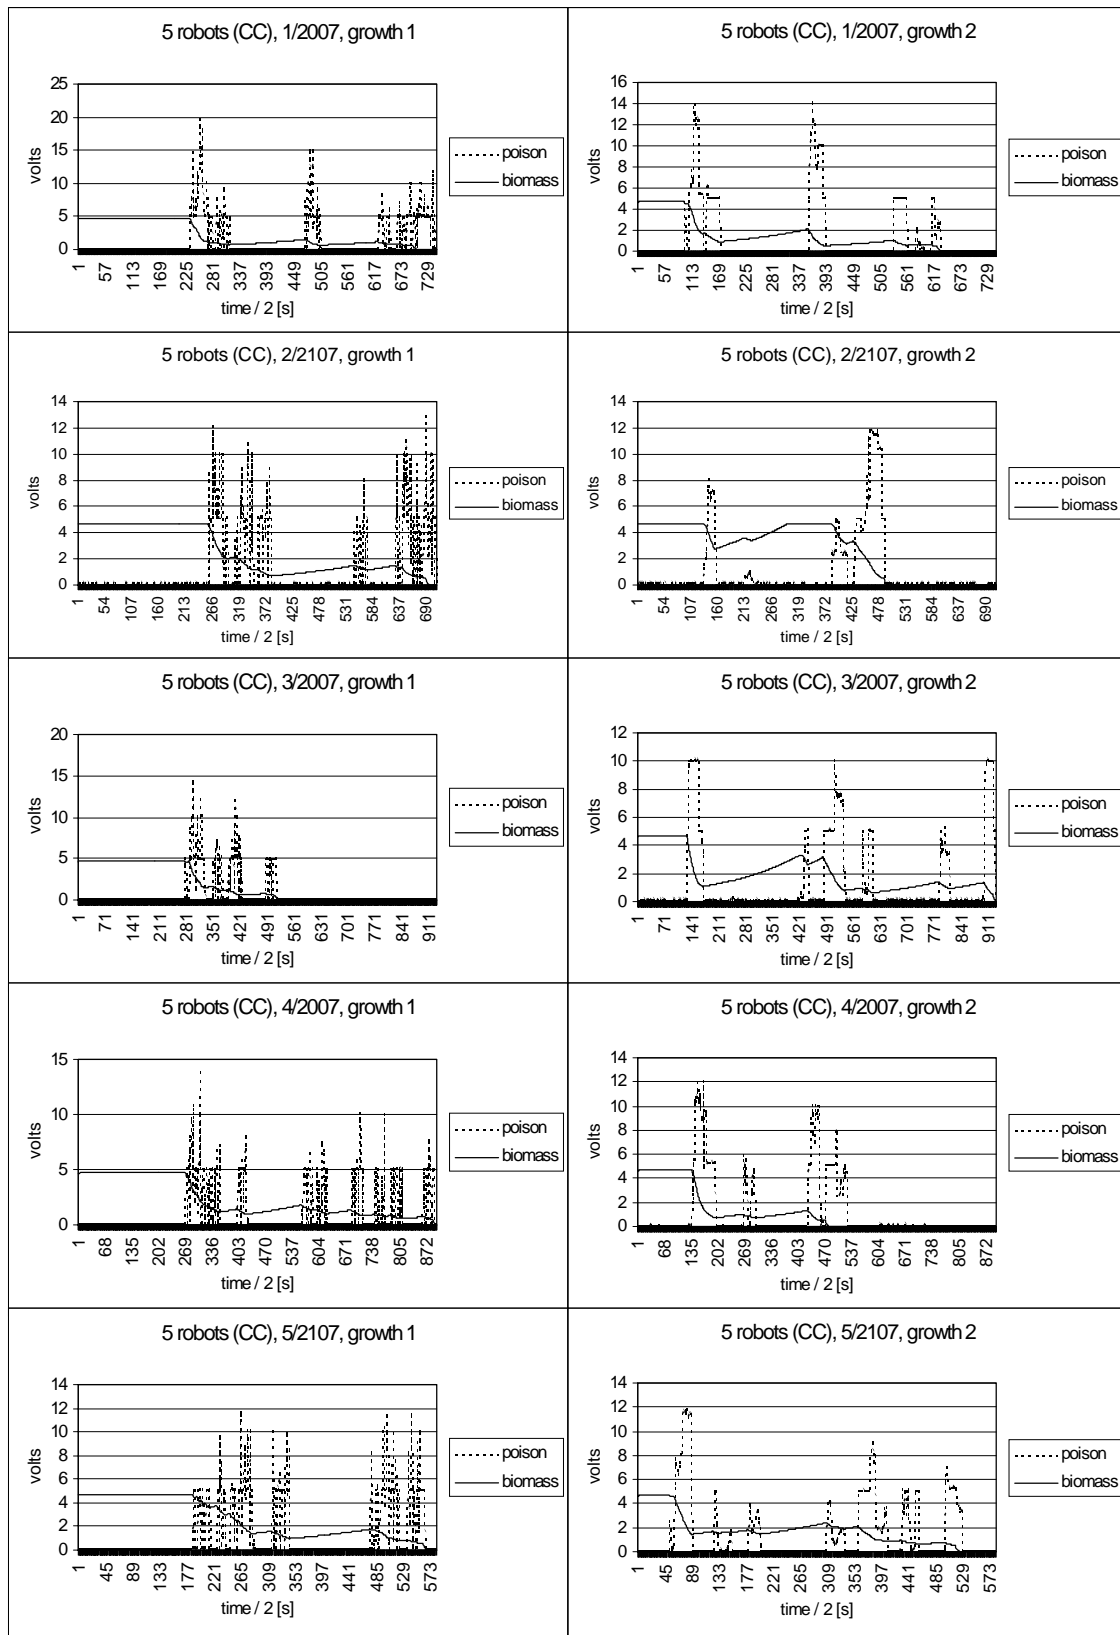 5 robots (CC), 1/2007, growth 1
25
20
15
10
5
0
volts
1 57 113 169 225 281 337 393 449 505 561 617 673 729
time / 2 [s]
poison
biomass
5 robots (CC), 1/2007, growth 2
16
14
12
10
8
6
4
2
0
volts
1 57 113 169 225 281 337 393 449 505 561 617 673 729
time / 2 [s]
poison
biomass
5 robots (CC), 2/2107, growth 1
14
12
10
8
6
4
2
0
volts
1 54 107 160 213 266 319 372 425 478 531 584 637 690
time / 2 [s]
poison
biomass
5 robots (CC), 2/2107, growth 2
14
12
10
8
6
4
2
0
volts
1 54 107 160 213 266 319 372 425 478 531 584 637 690
time / 2 [s]
poison
biomass
5 robots (CC), 3/2007, growth 1
20
15
10
5
0
volts
1 71 141 211 281 351 421 491 561 631 701 771 841 911
time / 2 [s]
poison
biomass
5 robots (CC), 3/2007, growth 2
12
10
8
6
4
2
0
volts
1 71 141 211 281 351 421 491 561 631 701 771 841 911
time / 2 [s]
poison
biomass
5 robots (CC), 4/2007, growth 1
15
10
5
0
volts
1 68 135 202 269 336 403 470 537 604 671 738 805 872
time / 2 [s]
poison
biomass
5 robots (CC), 4/2007, growth 2
14
12
10
8
6
4
2
0
volts
1 68 135 202 269 336 403 470 537 604 671 738 805 872
time / 2 [s]
poison
biomass
5 robots (CC), 5/2107, growth 1
14
12
10
8
6
4
2
0
volts
1 45 89 133 177 221 265 309 353 397 441 485 529 573
time / 2 [s]
poison
biomass
5 robots (CC), 5/2107, growth 2
14
12
10
8
6
4
2
0
volts
1 45 89 133 177 221 265 309 353 397 441 485 529 573
time / 2 [s]
poison
biomass